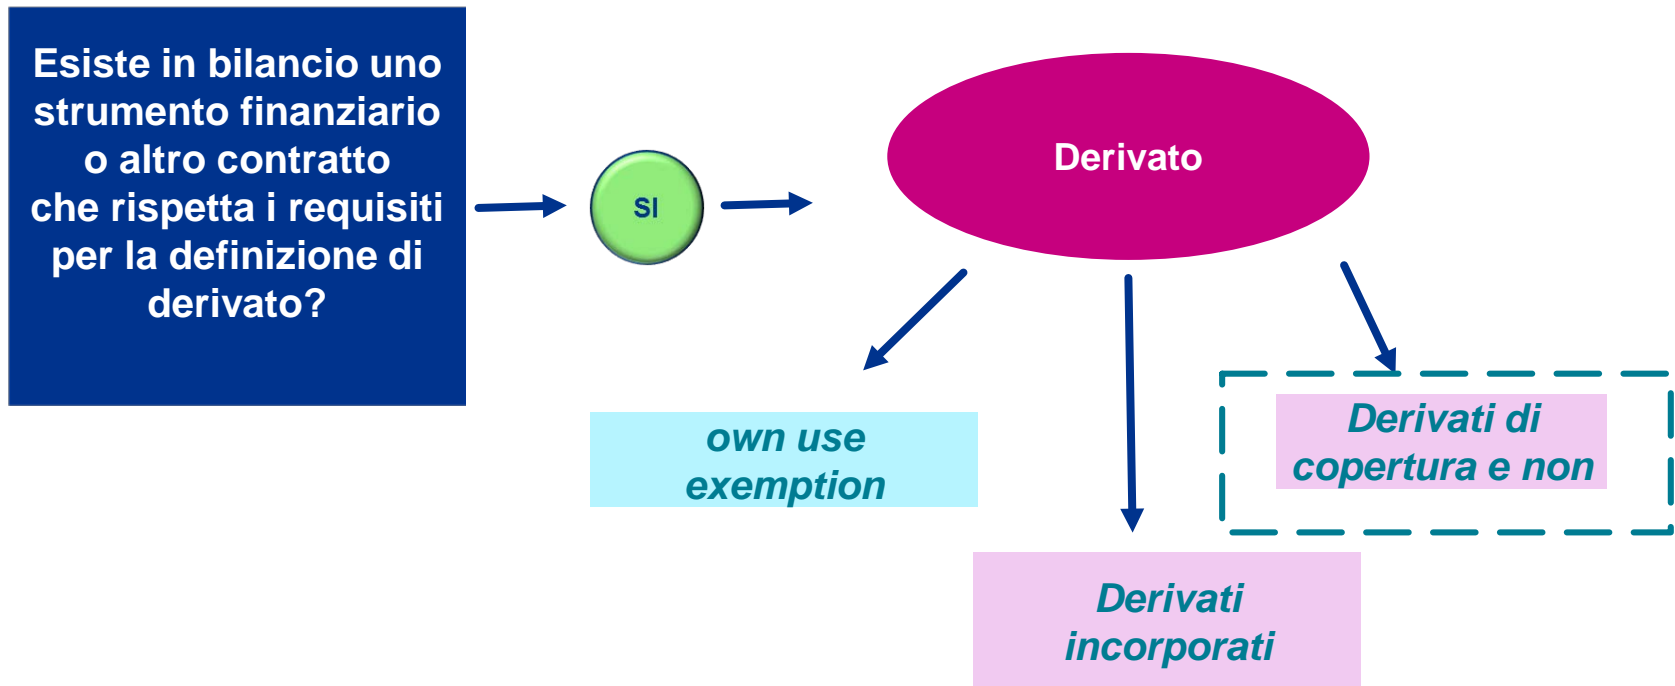 Esiste in bilancio uno
strumento finanziario
o altro contratto
che rispetta i requisiti
per la definizione di
derivato?
SI
Derivato
own use
exemption
Derivati di
copertura e non
Derivati
incorporati